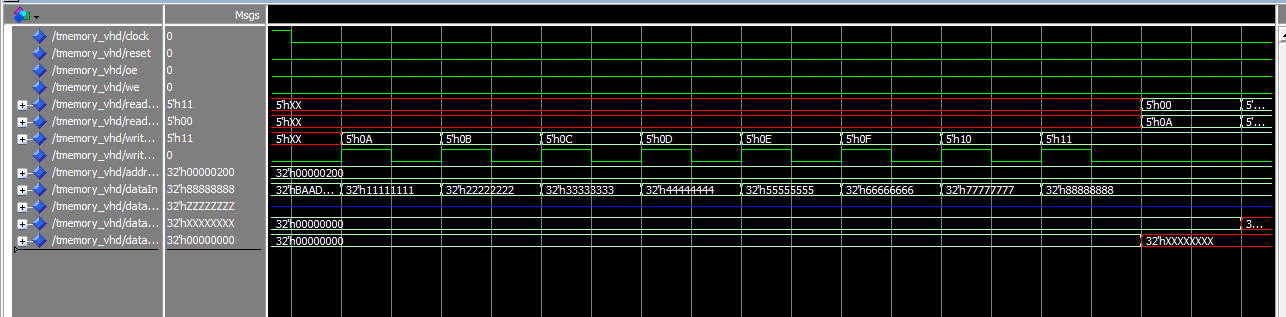 Msgs
/tmemory_vhd/clock 0
/tmemory_vhd/reset 0
/tmemory_vhd/oe 0
/tmemory_vhd/we 0
/tmemory_vhd/read... 5'h11 5'hXX 5'h00 5'...
/tmemory_vhd/read... 5'h00 5'hXX 5'h0A 5'...
/tmemory_vhd/writ... 5'h11 5'hXX 5'h0A 5'h0B 5'h0C 5'h0D 5'h0E 5'h0F 5'h10 5'h11
/tmemory_vhd/writ... 0
/tmemory_vhd/addr... 32'h00000200 32'h00000200
/tmemory_vhd/dataIn 32'h88888888 32'hBAAD... 32'h11111111 32'h22222222 32'h33333333 32'h44444444 32'h55555555 32'h66666666 32'h77777777 32'h88888888
/tmemory_vhd/data... 32'hZZZZZZZZ
/tmemory_vhd/data... 32'hXXXXXXXX 32'h00000000 3...
/tmemory_vhd/data... 32'h00000000 32'h00000000 32'hXXXXXXXX